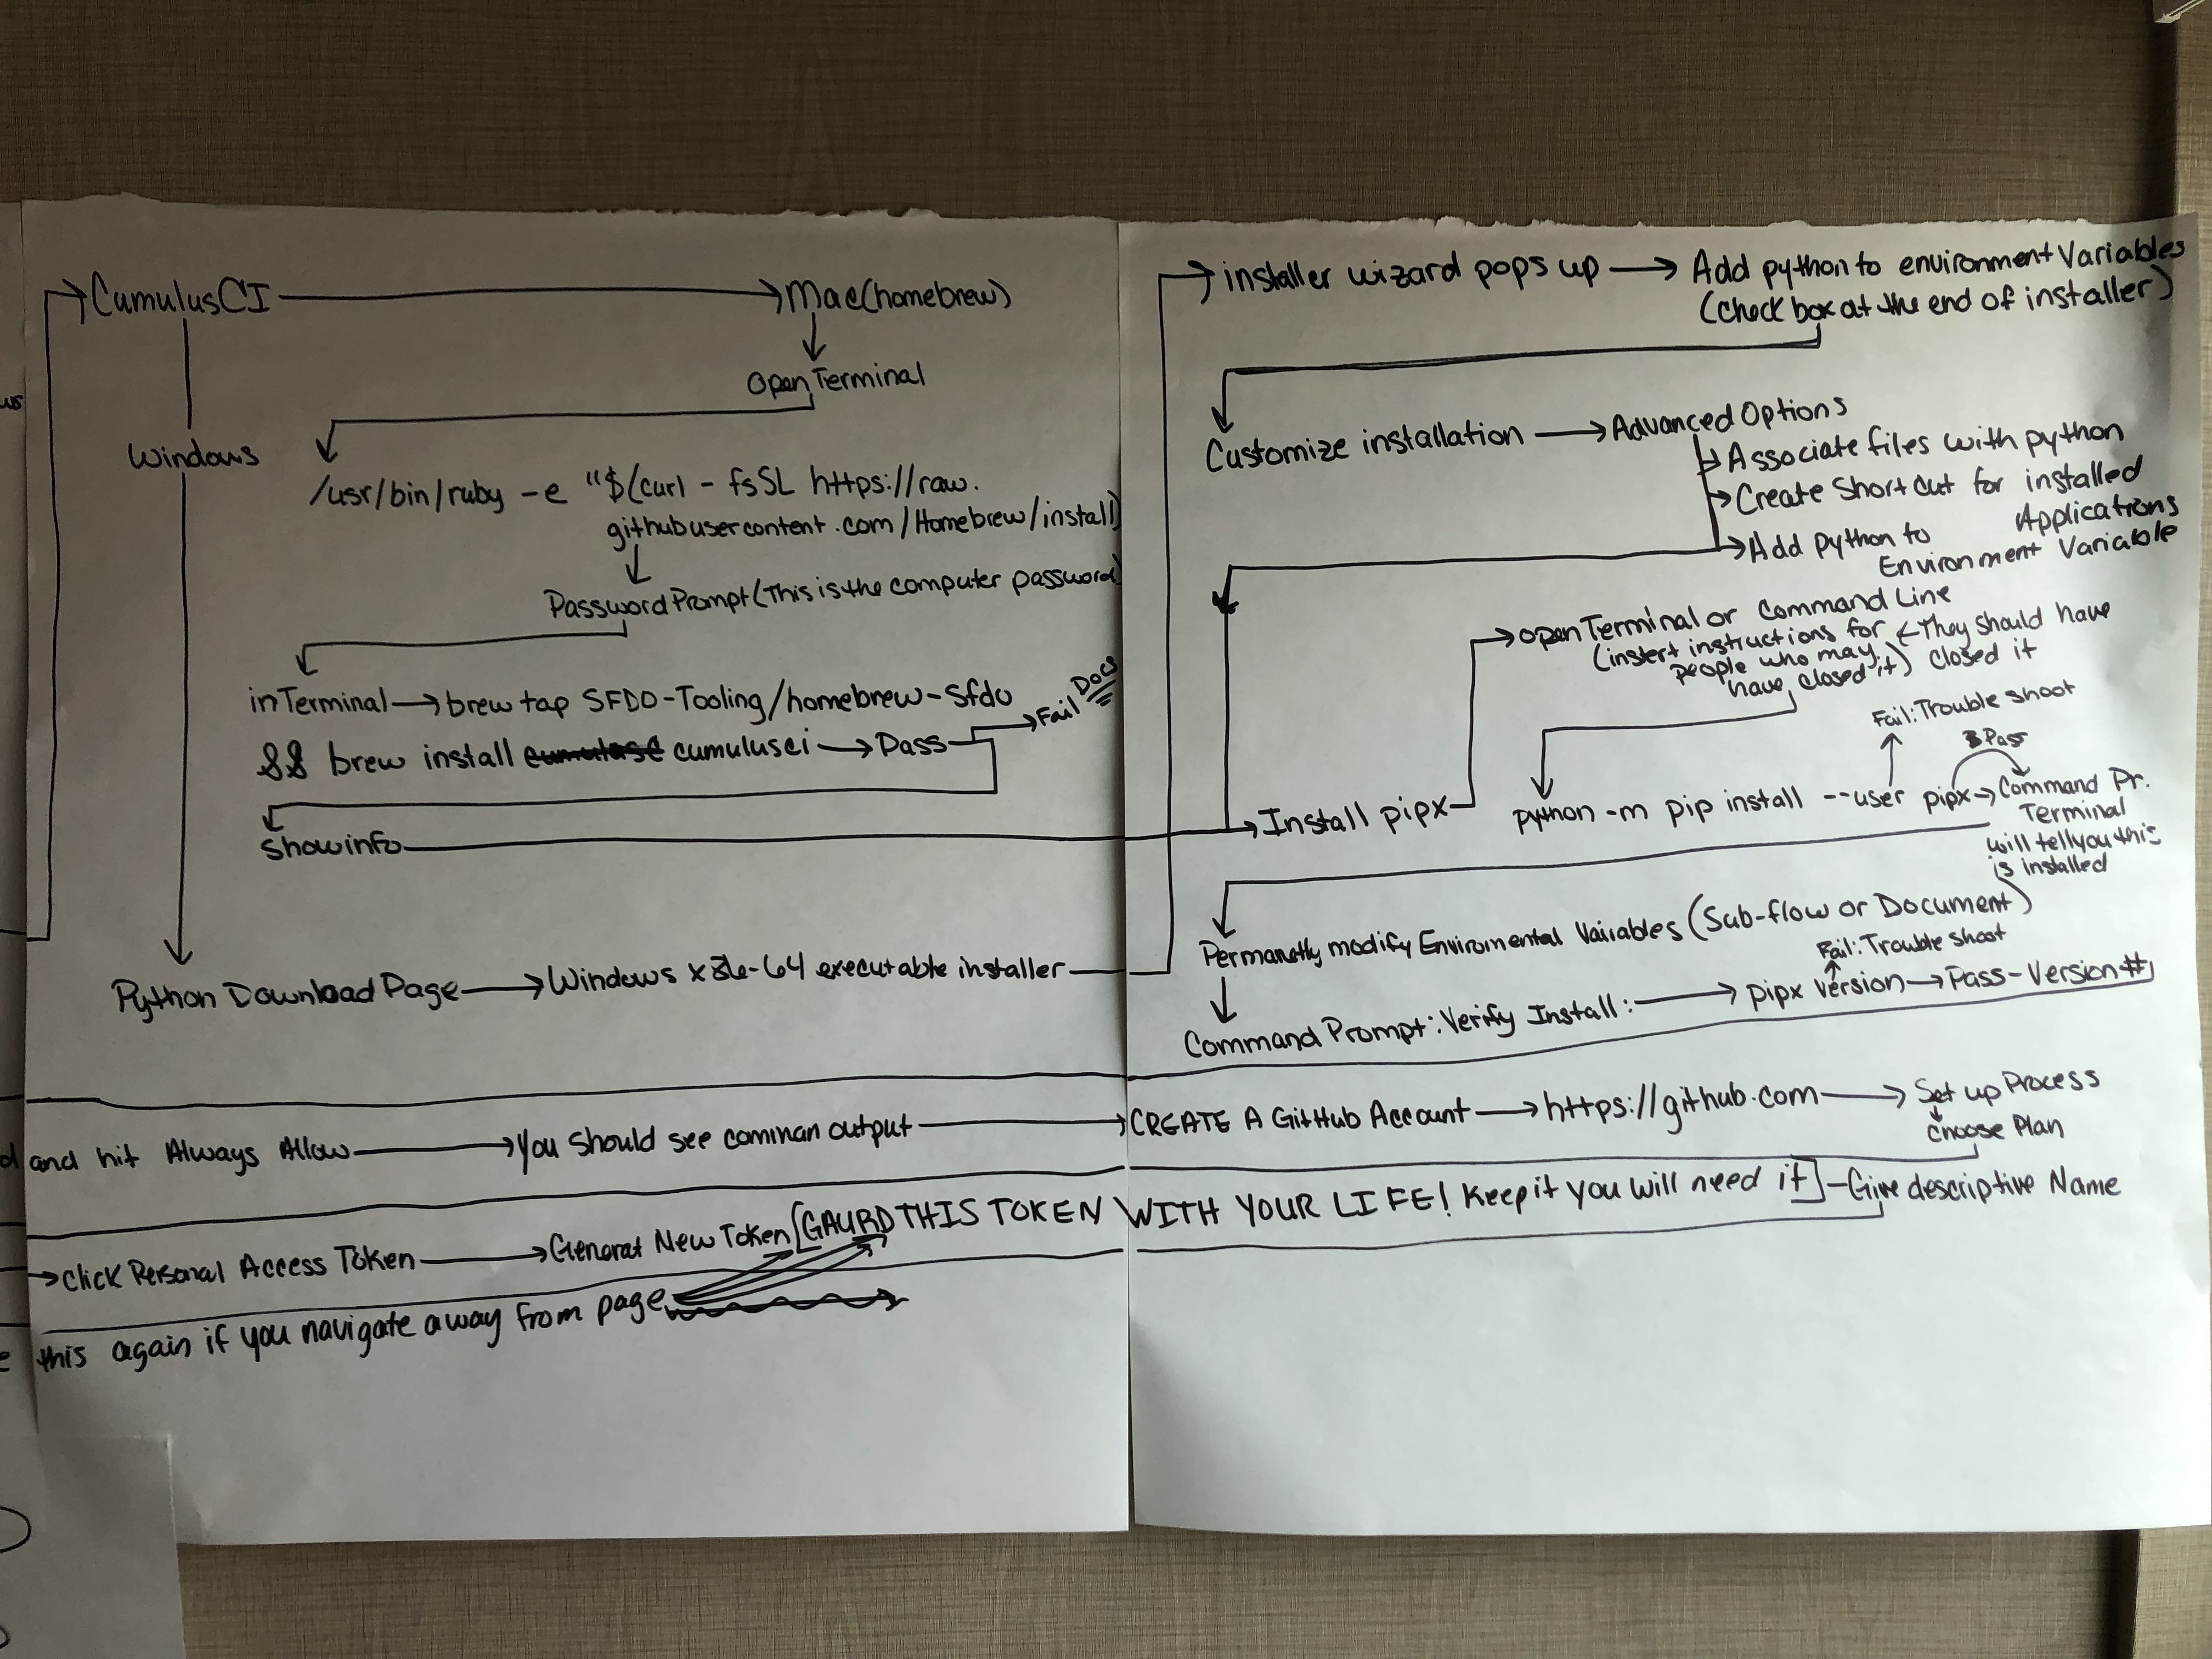 CumulusCI
Mac (homebrew)
Open Terminal
Windows
/usr/bin/ruby -e "$(curl -fsSL https://raw.
githubusercontent.com/Homebrew/install)
Password Prompt (This is the computer password)
in Terminal brew tap SFDO-Tooling/homebrew-sfdo
&& brew install cumulusci Pass Fail Docs
Show info
Python Download Page Windows x86-64 executable installer
and hit Always Allow You should see comman output
click Personal Access Token Generat New Token [GAURD THIS TOKEN WITH YOUR LIFE! Keep it you will need it] - Give descriptive Name
this again if you navigate away from page
installer wizard pops up Add python to environment Variables
(check box at the end of installer)
Customize installation Advanced Options
Associate files with python
Create Short cut for installed
Applications
Add python to
Environment Variable
open Terminal or Command Line
(instert instructions for They should have
people who may closed it
have closed it)
Fail: Trouble shoot
Pass
Install pipx python -m pip install --user pipx Command Pr.
Terminal
will tell you this
is installed
Permanetly modify Enviromental Vairables (Sub-flow or Document)
Fail: Trouble shoot
Command Prompt: Verify Install: pipx version Pass - Version #
CREATE A GitHub Account https://github.com Set up Process
choose Plan